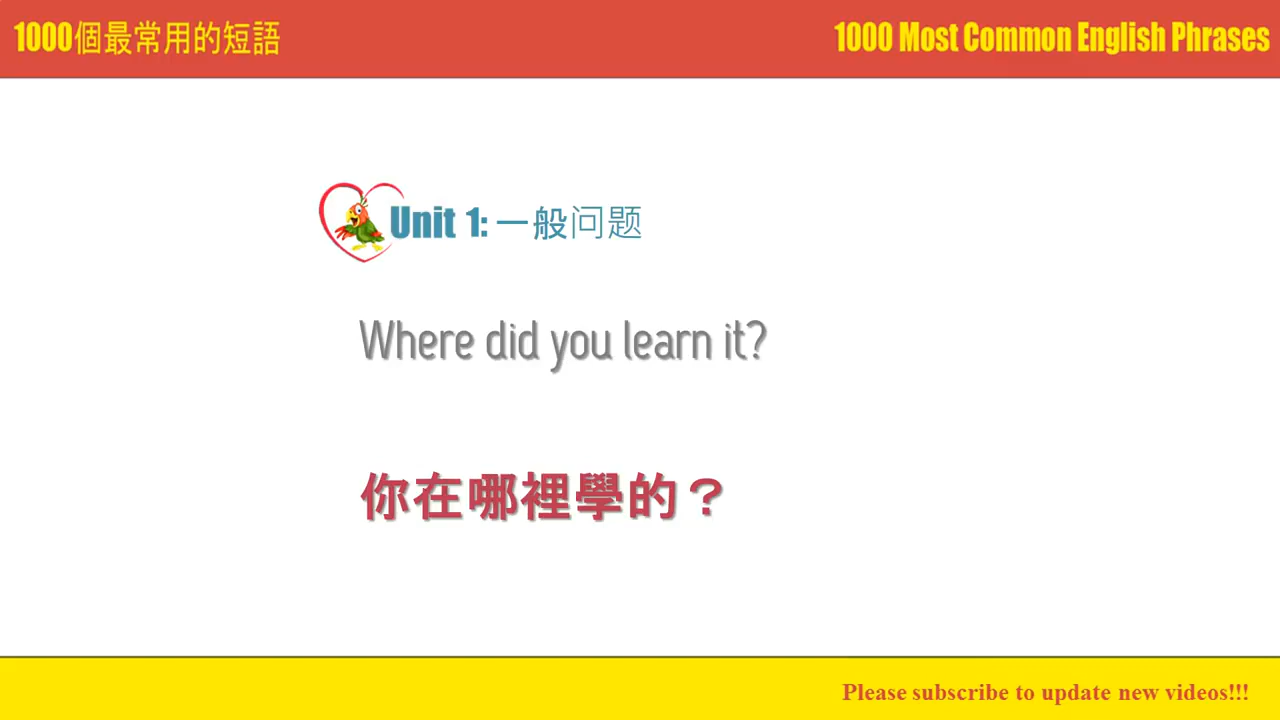 1000個最常用的短語
1000 Most Common English Phrases
Unit 1: 一般问题
Where did you learn it?
你在哪裡學的？
Please subscribe to update new videos!!!